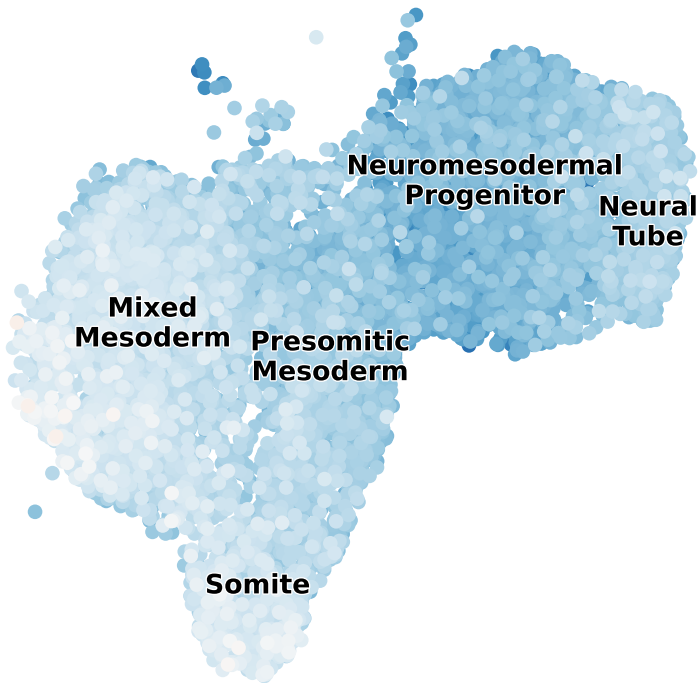 Neuromesodermal
Progenitor
Neural
Tube
Mixed
Mesoderm
Presomitic
Mesoderm
Somite